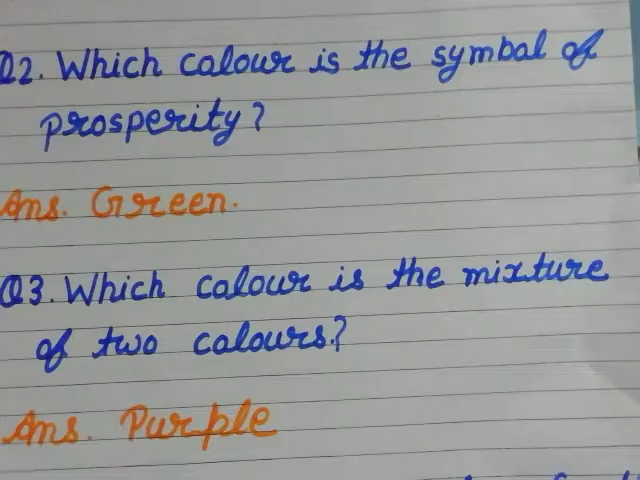 Q2. Which colour is the symbal of
prosperity?
Ans. Green.
Q3. Which colour is the mixture
of two colours.?
Ans. Purple